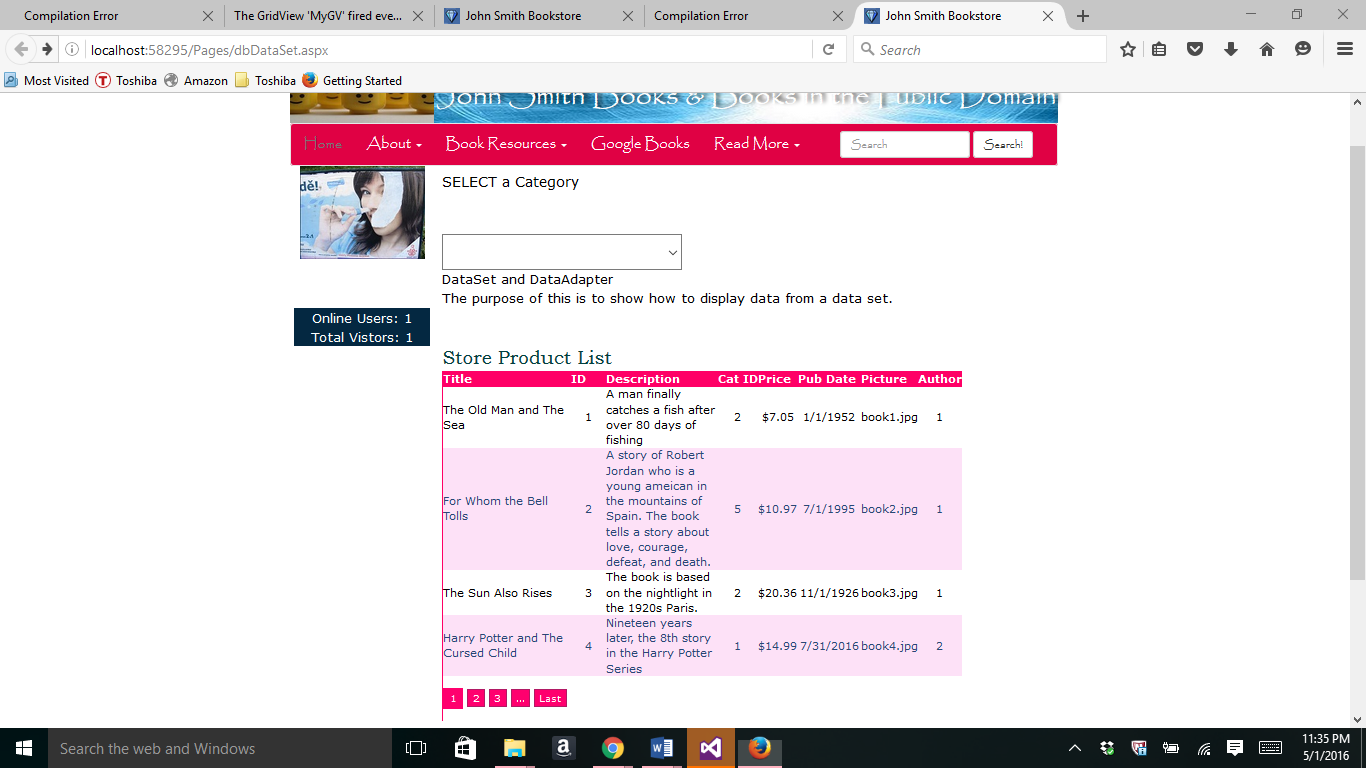 Compilation Error
The GridView 'MyGV' fired eve...
John Smith Bookstore
Compilation Error
John Smith Bookstore
localhost:58295/Pages/dbDataSet.aspx
Search
Most Visited
Toshiba
Amazon
Toshiba
Getting Started
John Smith Books & Books in the Public Domain
Home
About
Book Resources
Google Books
Read More
Search
Search!
dě!
SELECT a Category
DataSet and DataAdapter
The purpose of this is to show how to display data from a data set.
Online Users: 1
Total Vistors: 1
Store Product List
Title ID Description Cat ID Price Pub Date Picture Author
The Old Man and The
Sea
1
A man finally
catches a fish after
over 80 days of
fishing
2 $7.05 1/1/1952 book1.jpg 1
For Whom the Bell
Tolls
2
A story of Robert
Jordan who is a
young ameican in
the mountains of
Spain. The book
tells a story about
love, courage,
defeat, and death.
5 $10.97 7/1/1995 book2.jpg 1
The Sun Also Rises
3
The book is based
on the nightlight in
the 1920s Paris.
2 $20.36 11/1/1926 book3.jpg 1
Harry Potter and The
Cursed Child
4
Nineteen years
later, the 8th story
in the Harry Potter
Series
1 $14.99 7/31/2016 book4.jpg 2
1 2 3 ... Last
Search the web and Windows
11:35 PM
5/1/2016